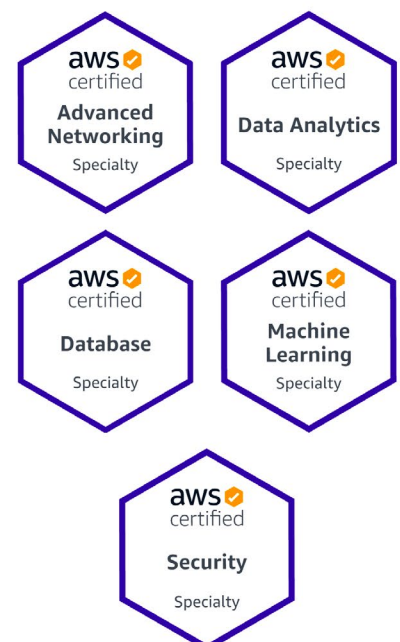 aws
certified
Advanced
Networking
Specialty
aws
certified
Data Analytics
Specialty
aws
certified
Database
Specialty
aws
certified
Machine
Learning
Specialty
aws
certified
Security
Specialty